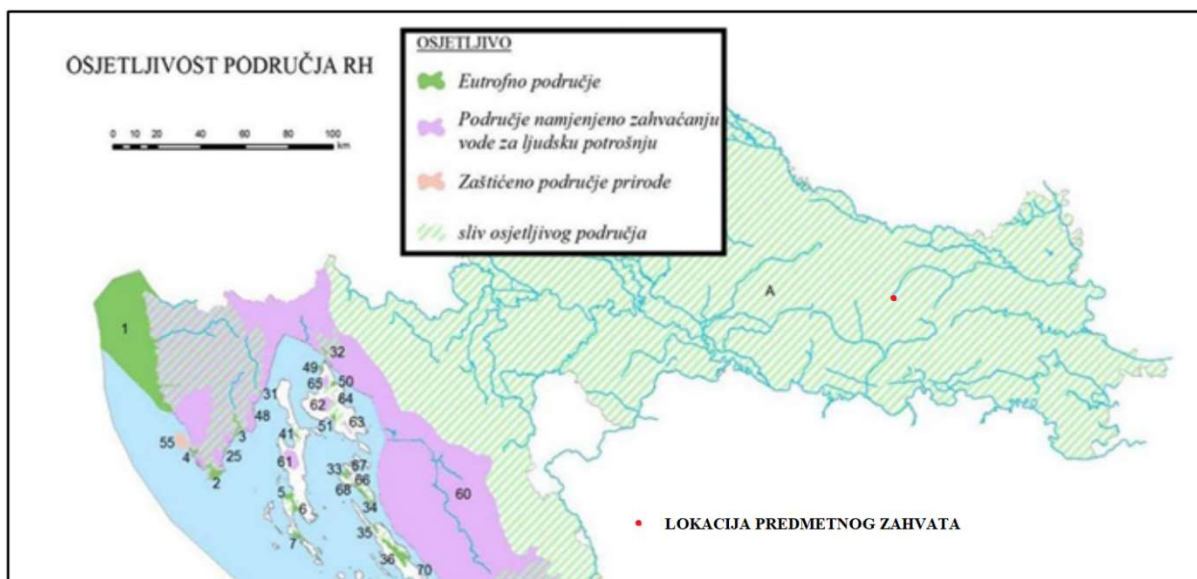 OSJETLJIVOST PODRUČJA RH
0 10 20 40 60 80 100
km
OSJETLJIVO
Eutrofno područje
Područje namjenjeno zahvaćanju
vode za ljudsku potrošnju
Zaštićeno područje prirode
sliv osjetljivog područja
A
1
32
49
65
50
31
62
64
48
51
63
3
41
55
4
25
61
2
33
67
66
68
5
60
6
34
7
35
36
70
LOKACIJA PREDMETNOG ZAHVATA